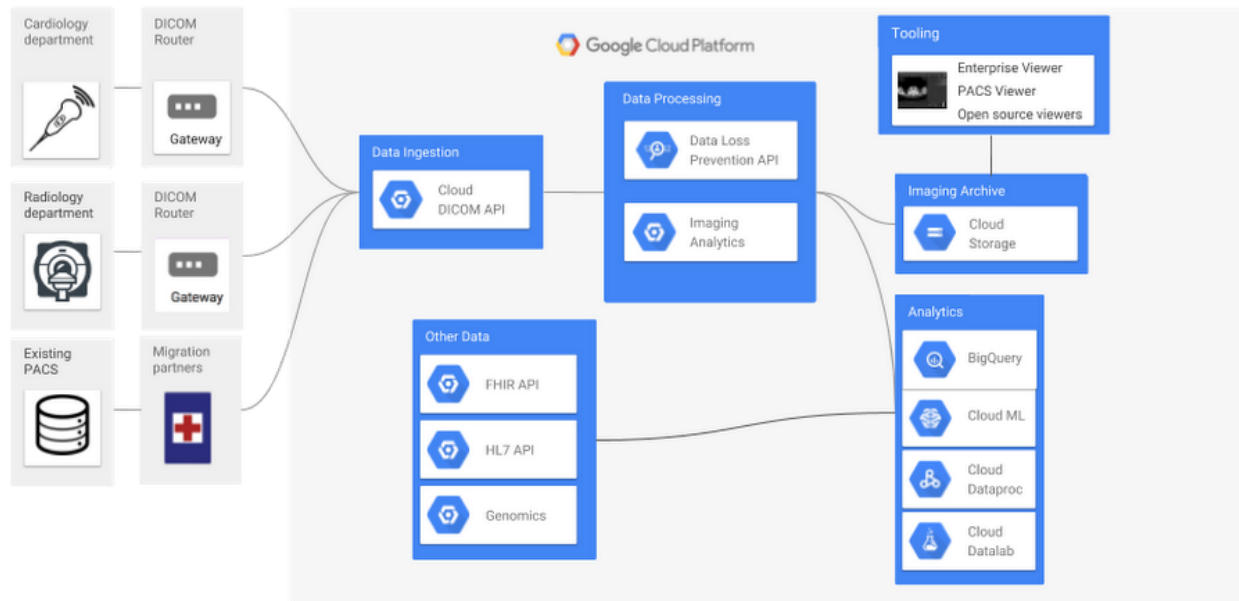 Cardiology
department
DICOM
Router
Gateway
Radiology
department
DICOM
Router
Gateway
Existing
PACS
Migration
partners
Google Cloud Platform
Data Ingestion
Cloud
DICOM API
Data Processing
Data Loss
Prevention API
Imaging
Analytics
Other Data
FHIR API
HL7 API
Genomics
Tooling
Enterprise Viewer
PACS Viewer
Open source viewers
Imaging Archive
Cloud
Storage
Analytics
BigQuery
Cloud ML
Cloud
Dataproc
Cloud
Datalab